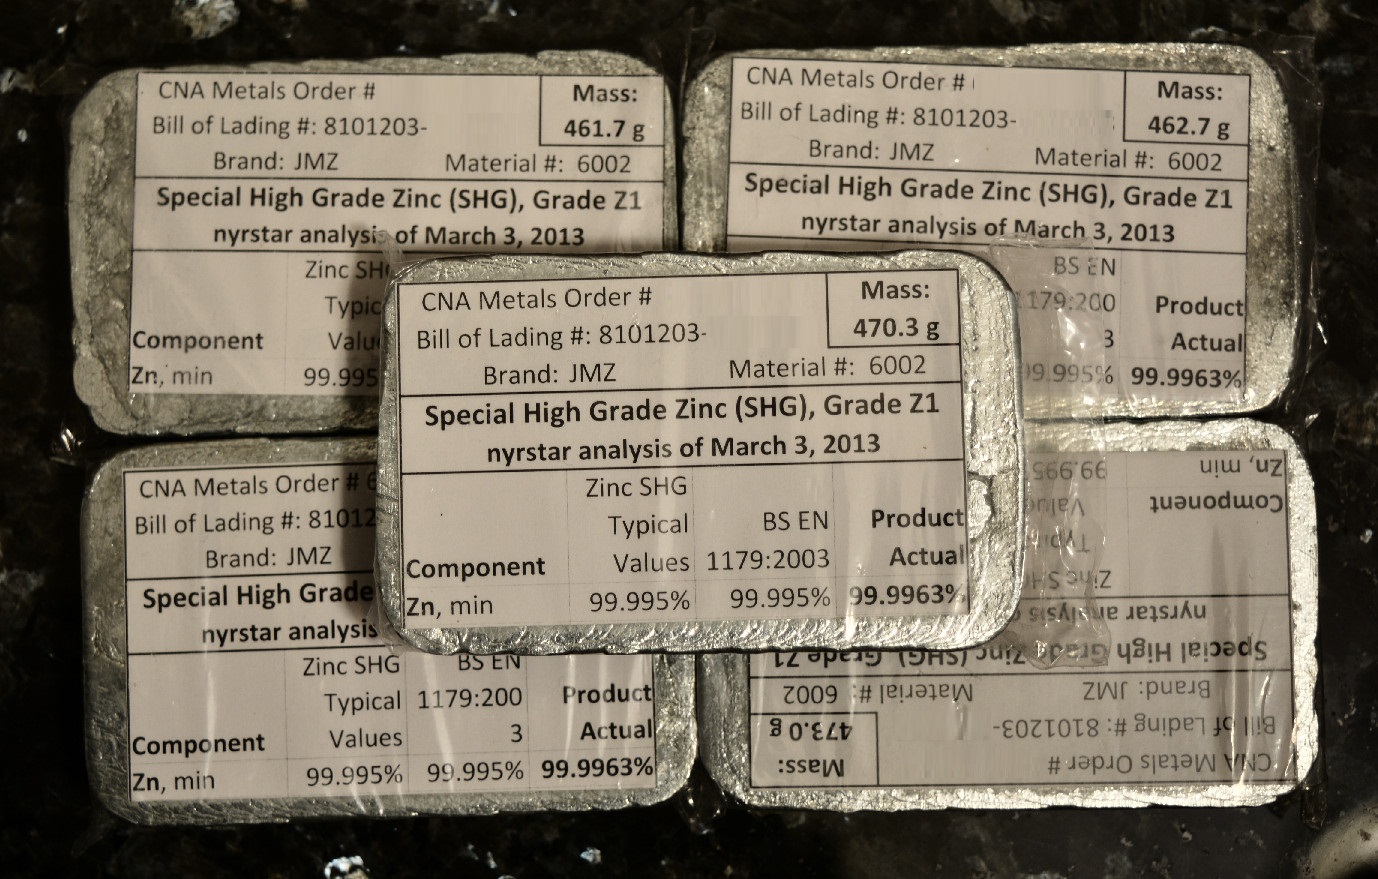 CNA Metals Order #
Mass:
Bill of Lading #: 8101203-
461.7 g
Brand: JMZ Material #: 6002
Special High Grade Zinc (SHG), Grade Z1
nyrstar analysis of March 3, 2013
Zinc
Component
Zn, min 99.995
CNA Metals Order #
Mass:
Bill of Lading #: 8101203-
462.7 g
Brand: JMZ Material #: 6002
Special High Grade Zinc (SHG), Grade Z1
nyrstar analysis of March 3, 2013
BS EN
179:200 Product
3 Actual
99.9963%
CNA Metals Order #
Mass:
Bill of Lading #: 8101203-
470.3 g
Brand: JMZ Material #: 6002
Special High Grade Zinc (SHG), Grade Z1
nyrstar analysis of March 3, 2013
Zinc SHG
Typical BS EN Product
Component Values 1179:2003 Actual
Zn, min 99.995% 99.995% 99.9963%
CNA Metals Order # 6
Bill of Lading #: 81012
Brand: JMZ
Special High Grade
nyrstar analysis
Zinc SHG BS EN
Typical 1179:200 Product
Component Values 3 Actual
Zn, min 99.995% 99.995% 99.9963%
CNA Metals Order #
Mass:
Bill of Lading #: 8101203-
473.0 g
Brand: JMZ Material #: 6002
Special High Grade Zinc (SHG), Grade Z1
nyrstar analysis
Zinc
Component
Zn, min 99.995